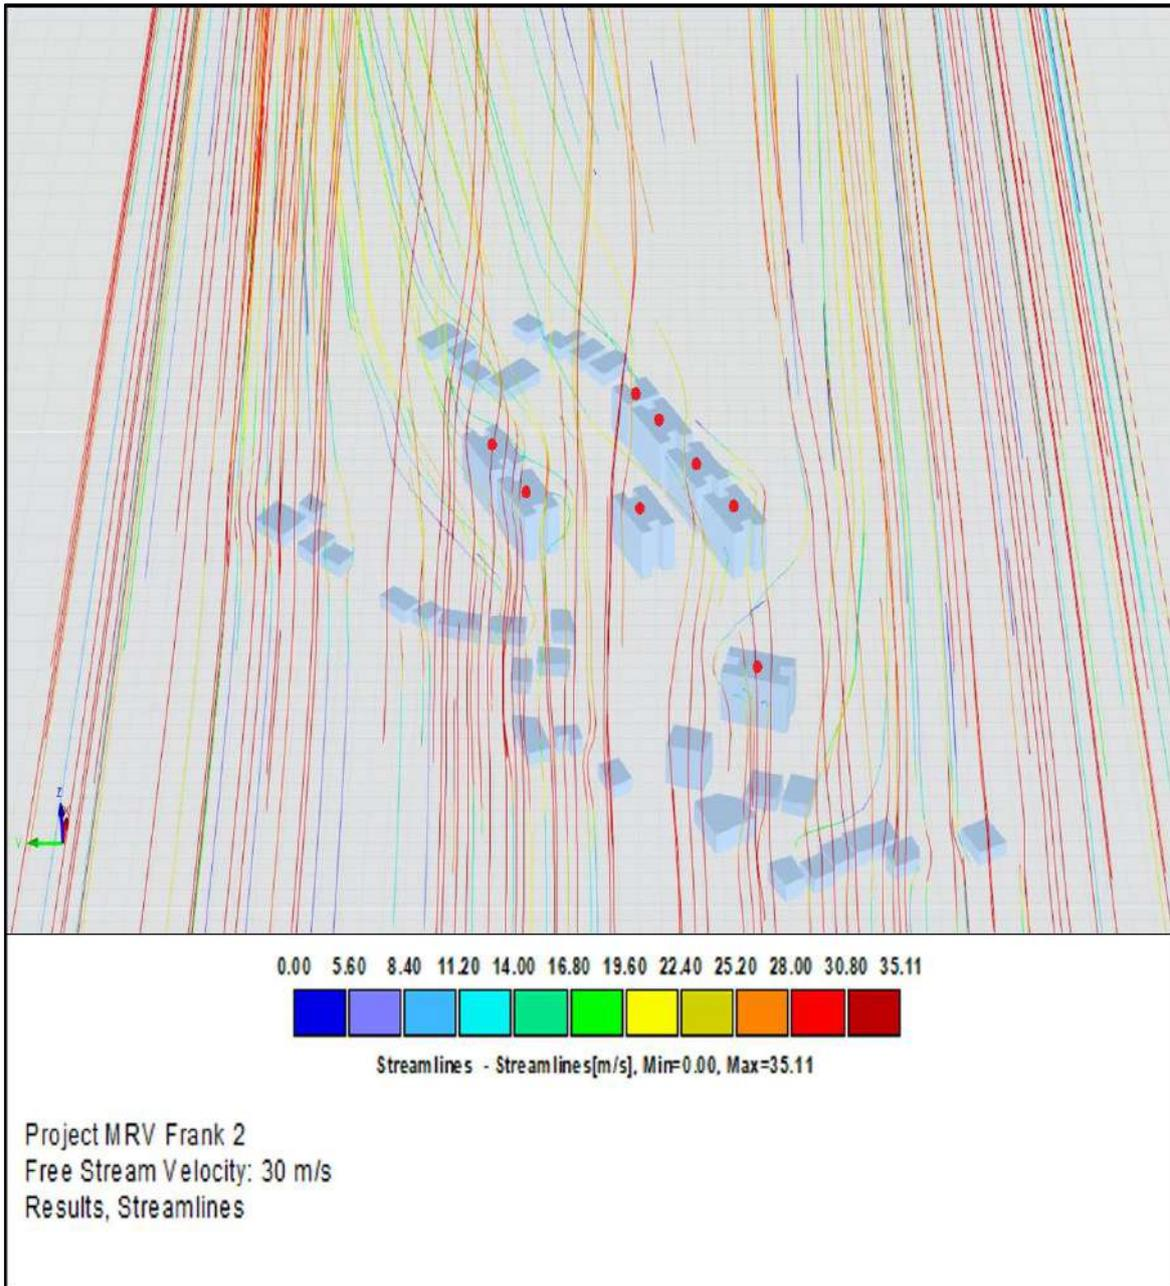 Z
Y
0.00 5.60 8.40 11.20 14.00 16.80 19.60 22.40 25.20 28.00 30.80 35.11
Streamlines - Streamlines[m/s], Min=0.00, Max=35.11
Project MRV Frank 2
Free Stream Velocity: 30 m/s
Results, Streamlines